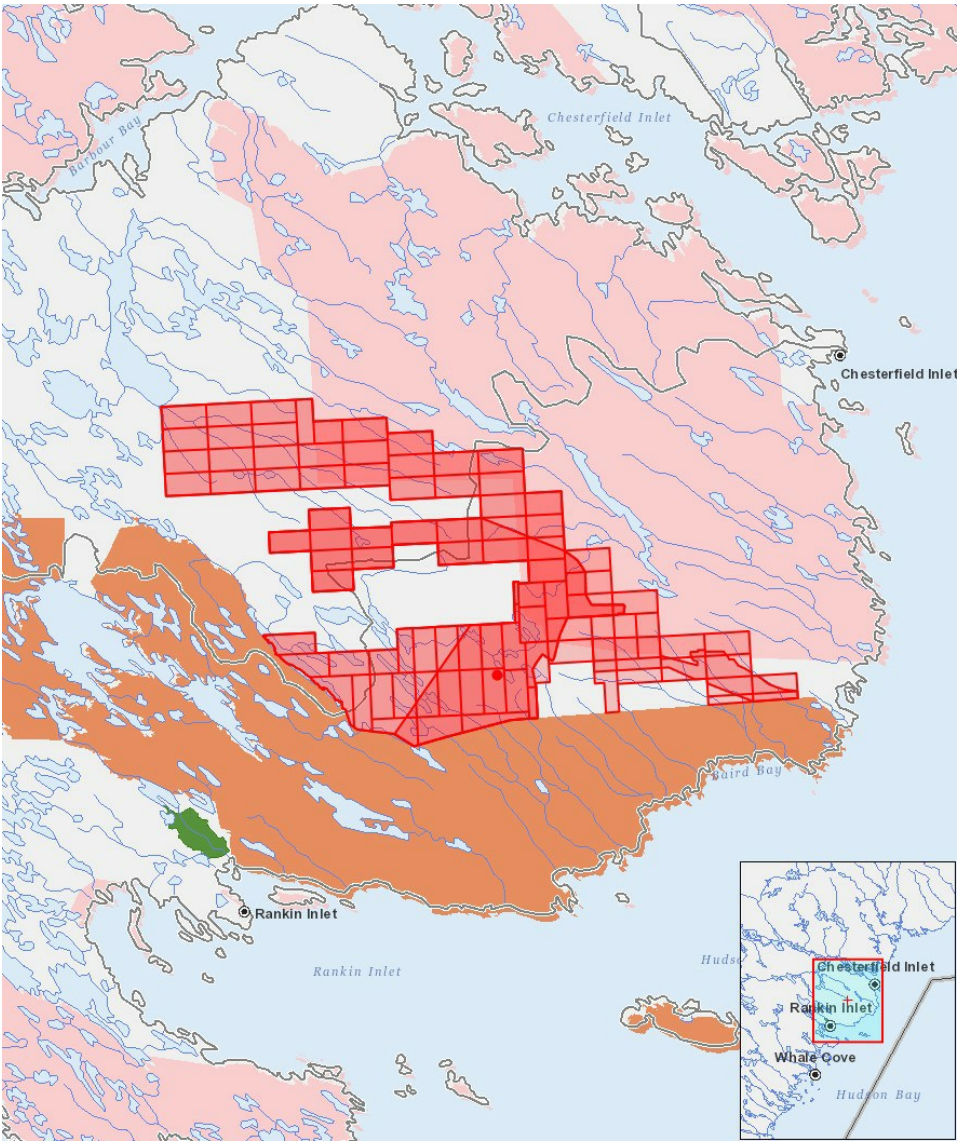 Chesterfield Inlet
Barbour Bay
Chesterfield Inlet
Baird Bay
Rankin Inlet
Rankin Inlet
Chesterfield Inlet
Rankin Inlet
Whale Cove
Hudson Bay